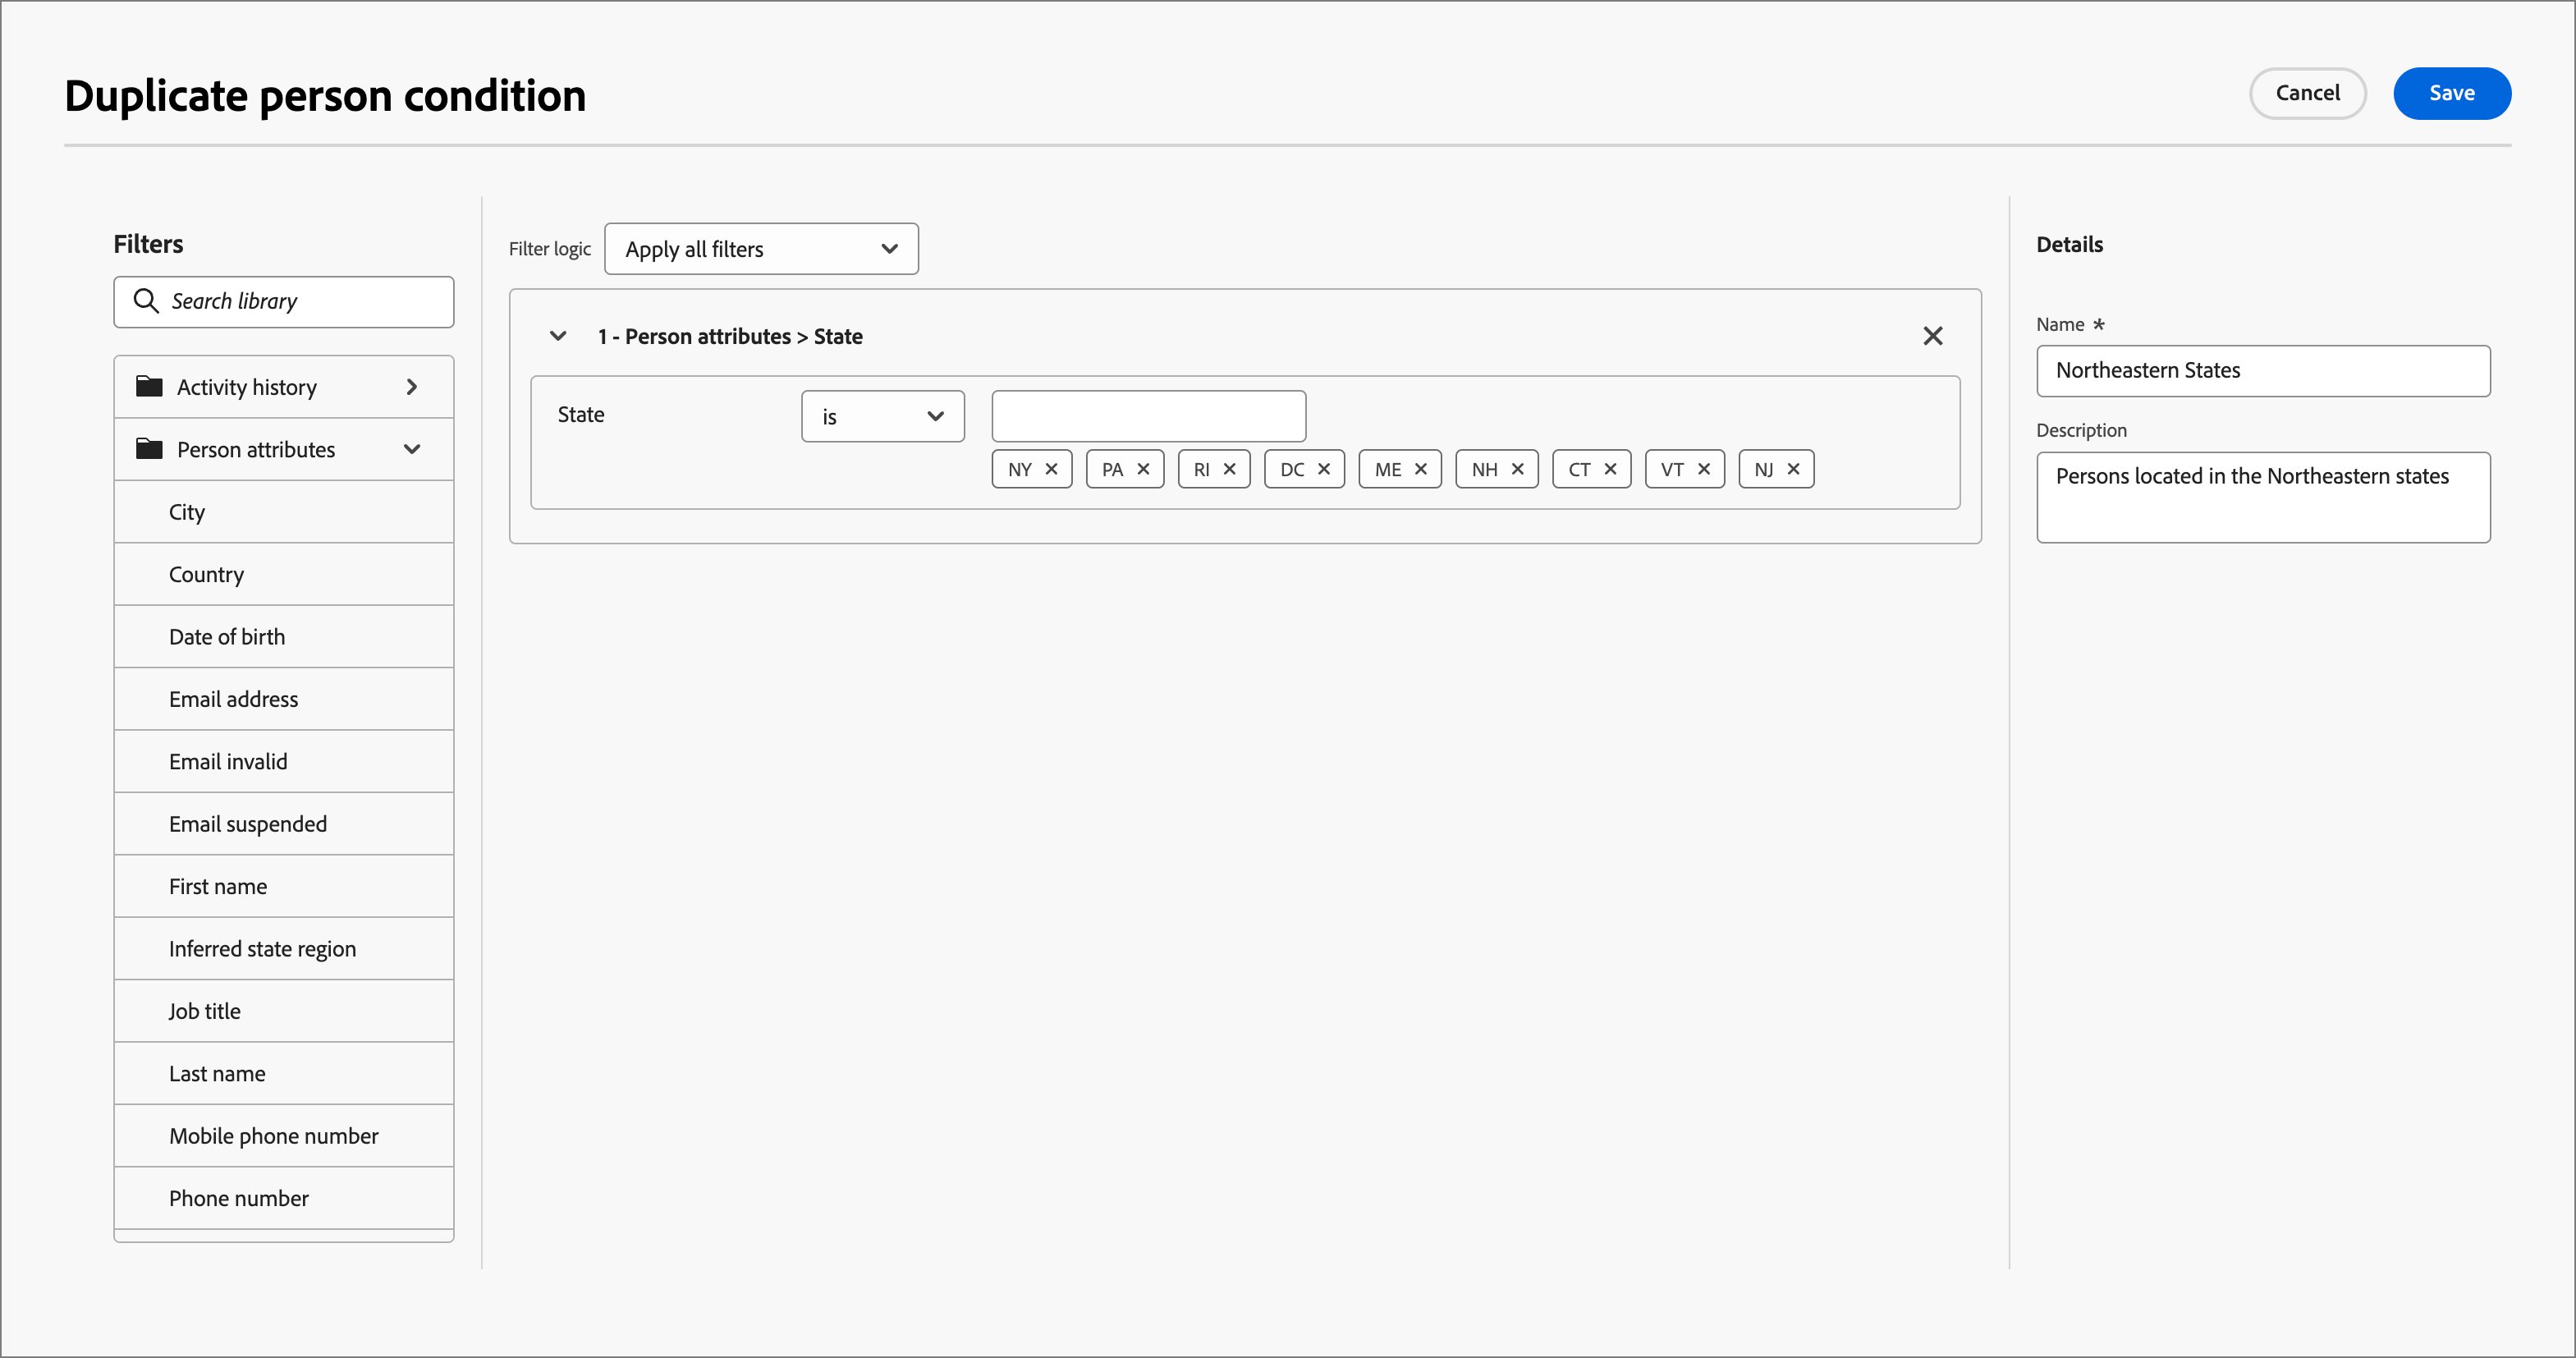 Duplicate person condition
Cancel
Save
Filters
Search library
Activity history
Person attributes
City
Country
Date of birth
Email address
Email invalid
Email suspended
First name
Inferred state region
Job title
Last name
Mobile phone number
Phone number
Filter logic
Apply all filters
1 - Person attributes > State
State
is
NY PA RI DC ME NH CT VT NJ
Details
Name *
Northeastern States
Description
Persons located in the Northeastern states